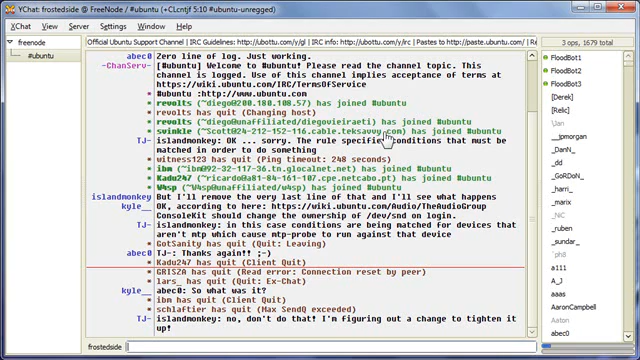 YChat: frostedside @ FreeNode / #ubuntu (+CLcntjf 5:10 #ubuntu-unregged)
XChat View Server Settings Window Help
freenode
#ubuntu
Official Ubuntu Support Channel | IRC Guidelines: http://ubottu.com/y/gl | IRC info: http://ubottu.com/y/irc | Pastes to http://paste.ubuntu.com/ | Rel
3 ops, 1679 total
abec0 Zero line of log. Just working.
-ChanServ- [#ubuntu] Welcome to #ubuntu! Please read the channel topic. This
channel is logged. Use of this channel implies acceptance of terms at
https://wiki.ubuntu.com/IRC/TermsOfService
* #ubuntu :http://www.ubuntu.com
* revolts (~diego@200.180.108.57) has joined #ubuntu
* revolts has quit (Changing host)
* revolts (~diego@unaffiliated/diegovieraeti) has joined #ubuntu
* svinkle (~Scott@24-212-152-116.cable.teksavvy.com) has joined #ubuntu
TJ- islandmonkey: OK ... sorry. The rule specific conditions that must be
matched in order to do something
* witness123 has quit (Ping timeout: 248 seconds)
* ibm (~ibm@92-32-117-36.tn.glocalnet.net) has joined #ubuntu
* Kadu247 (~ricardo@a81-84-161-107.cpe.netcabo.pt) has joined #ubuntu
* V4sp (~V4sp@unaffiliated/v4sp) has joined #ubuntu
islandmonkey But I'll remove the very last line of that and I'll see what happens
kyle__ OK, according to here: https://wiki.ubuntu.com/Audio/TheAudioGroup
ConsoleKit should change the ownership of /dev/snd on login.
TJ- islandmonkey: in this case conditions are being matched for devices that
aren't mtp which cause mtp-probe to run against that device
* GotSanity has quit (Quit: Leaving)
abec0 TJ-: Thanks again!! ;-)
* Kadu247 has quit (Client Quit)
* GRISZA has quit (Read error: Connection reset by peer)
* lars_ has quit (Quit: Ex-Chat)
kyle__ abec0: So what was it?
* ibm has quit (Client Quit)
* schlaftier has quit (Max SendQ exceeded)
TJ- islandmonkey: no, don't do that! I'm figuring out a change to tighten it
up!
FloodBot1
FloodBot2
FloodBot3
[Derek]
[Relic]
\Jan
__jpmorgan
_DanN_
_dd
_GoRDoN_
_harri_
_marix
_NiC
_ruben
_sundar_
`ph8
a111
A_J
aaas
AaronCampbell
Aaton
abec0
frostedside